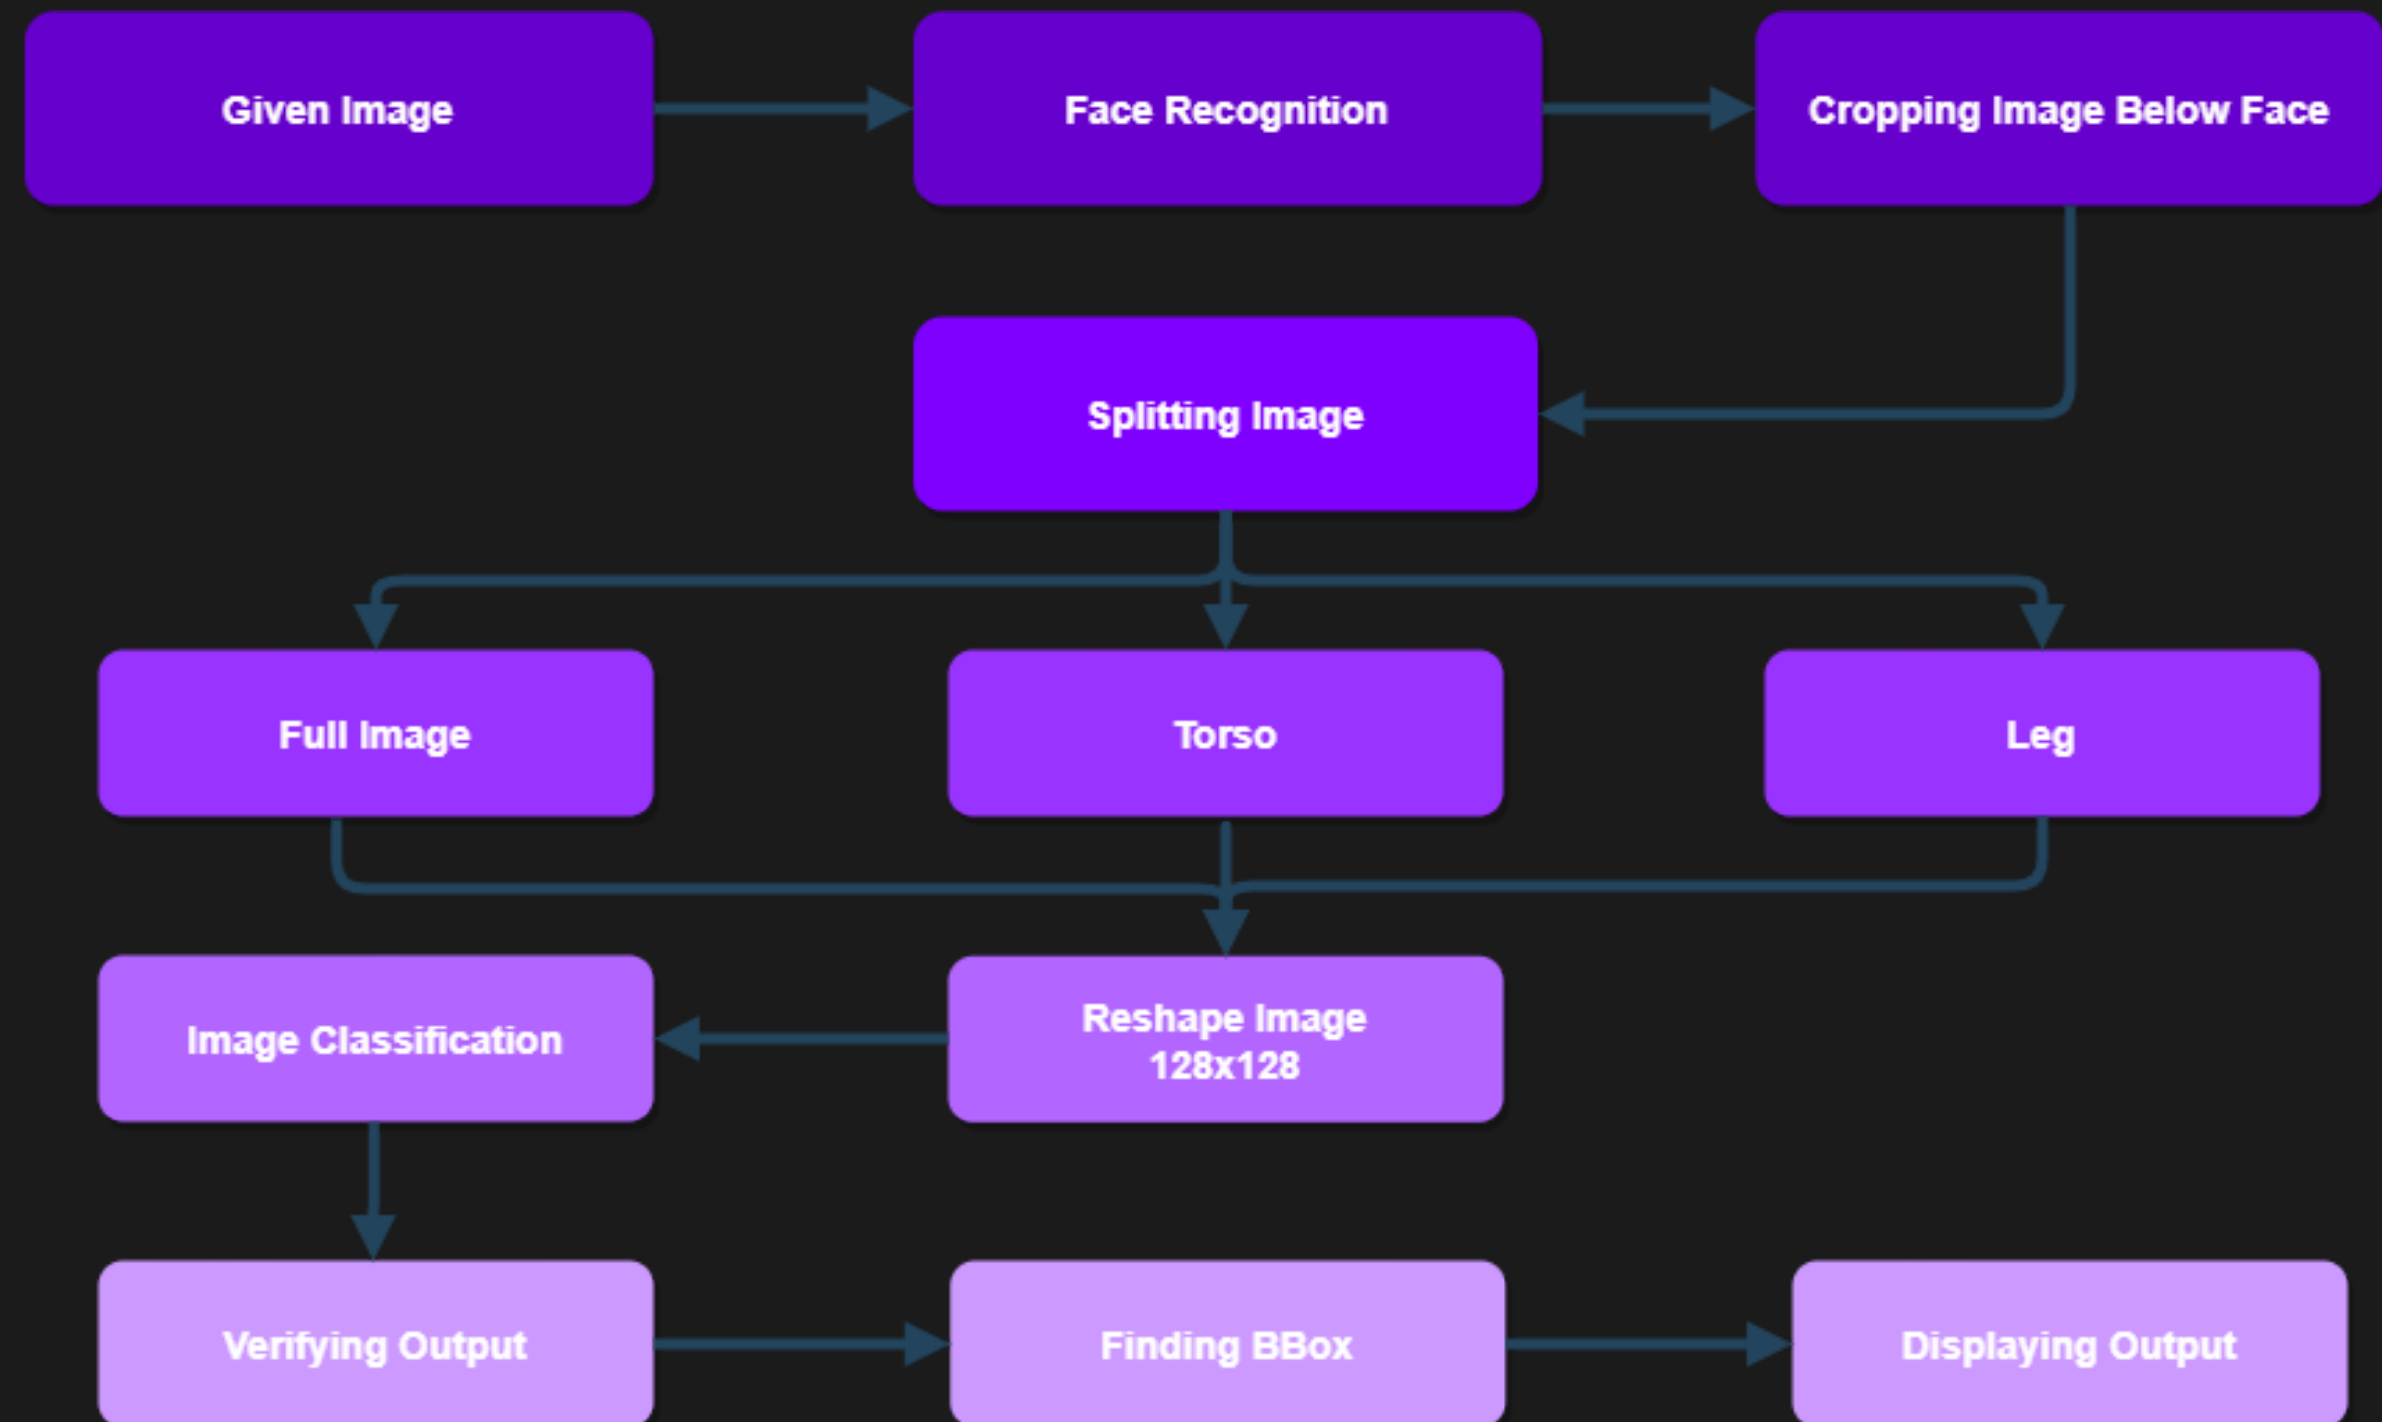 Given Image
Face Recognition
Cropping Image Below Face
Splitting Image
Full Image
Torso
Leg
Image Classification
Reshape Image
128x128
Verifying Output
Finding BBox
Displaying Output